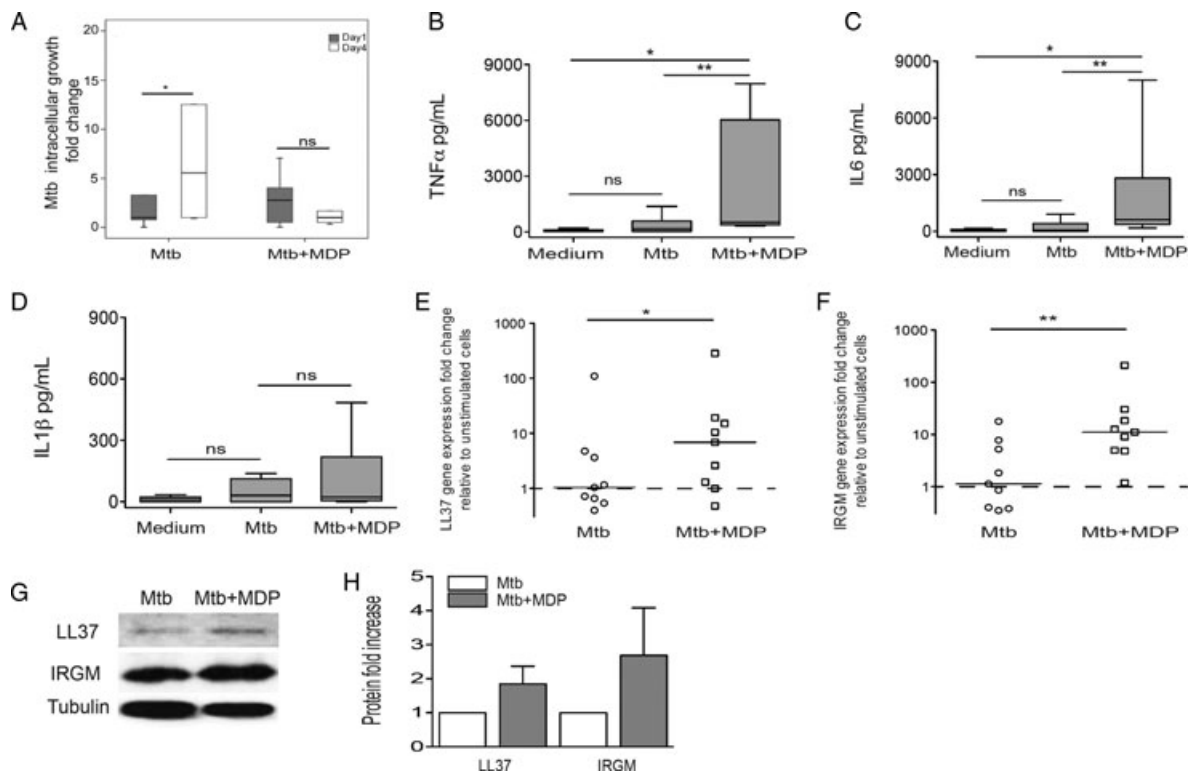 A
Mtb intracellular growth
fold change
20
15
10
5
0
Day1
Day4
*
ns
Mtb
Mtb+MDP
B
TNFα pg/mL
9000
6000
3000
0
*
**
ns
Medium
Mtb
Mtb+MDP
C
IL6 pg/mL
9000
6000
3000
0
*
**
ns
Medium
Mtb
Mtb+MDP
D
IL1β pg/mL
900
600
300
0
ns
ns
Medium
Mtb
Mtb+MDP
E
LL37 gene expression fold change
relative to unstimulated cells
1000
100
10
1
*
Mtb
Mtb+MDP
F
IRGM gene expression fold change
relative to unstimulated cells
1000
100
10
1
**
Mtb
Mtb+MDP
G
Mtb Mtb+MDP
LL37
IRGM
Tubulin
H
Protein fold increase
5
4
3
2
1
0
Mtb
Mtb+MDP
LL37
IRGM